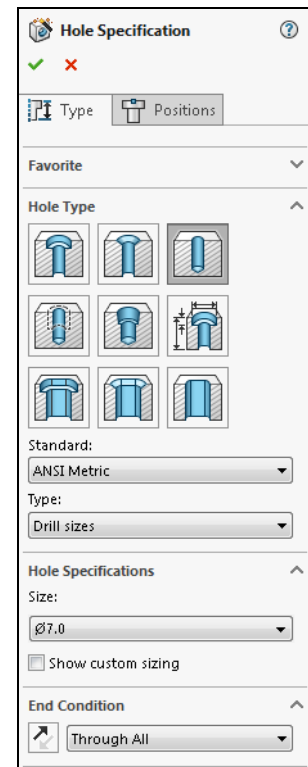 Hole Specification
Type
Positions
Favorite
Hole Type
Standard:
ANSI Metric
Type:
Drill sizes
Hole Specifications
Size:
Ø7.0
Show custom sizing
End Condition
Through All